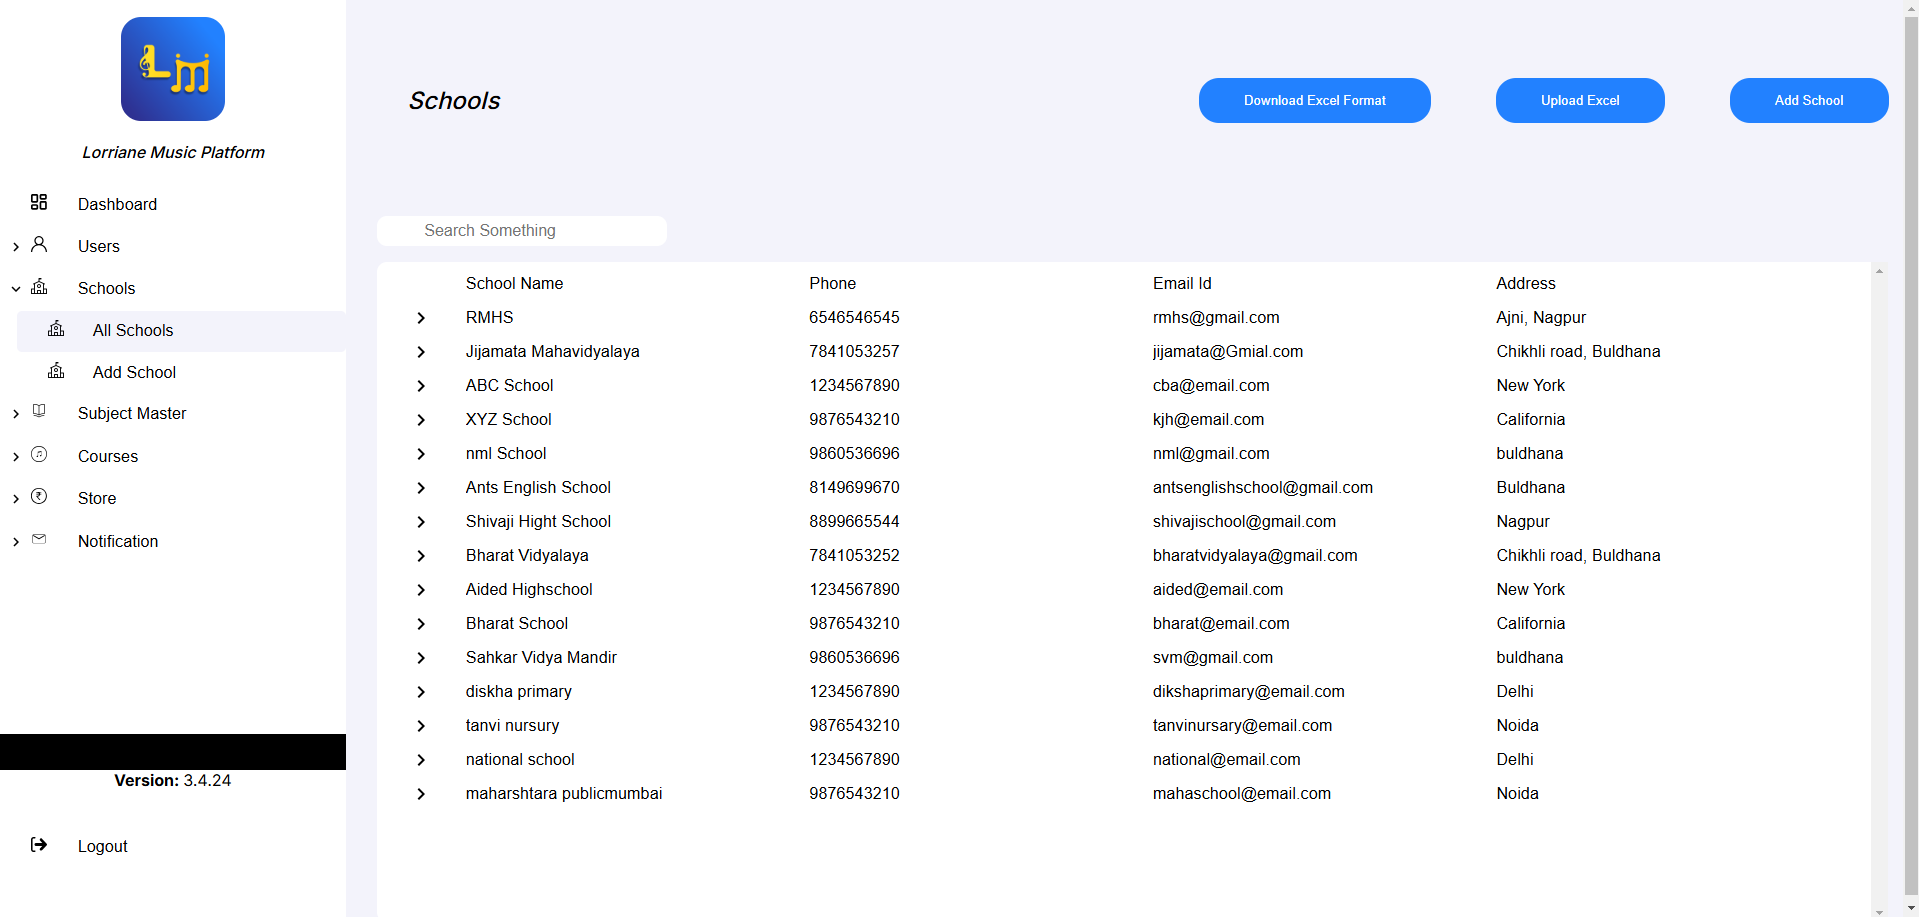 Lm
Lorriane Music Platform
Dashboard
Users
Schools
All Schools
Add School
Subject Master
Courses
Store
Notification
Version: 3.4.24
Logout
Schools
Download Excel Format Upload Excel Add School
Search Something
School Name Phone Email Id Address
RMHS 6546546545 rmhs@gmail.com Ajni, Nagpur
Jijamata Mahavidyalaya 7841053257 jijamata@Gmial.com Chikhli road, Buldhana
ABC School 1234567890 cba@email.com New York
XYZ School 9876543210 kjh@email.com California
nml School 9860536696 nml@gmail.com buldhana
Ants English School 8149699670 antsenglishschool@gmail.com Buldhana
Shivaji Hight School 8899665544 shivajischool@gmail.com Nagpur
Bharat Vidyalaya 7841053252 bharatvidyalaya@gmail.com Chikhli road, Buldhana
Aided Highschool 1234567890 aided@email.com New York
Bharat School 9876543210 bharat@email.com California
Sahkar Vidya Mandir 9860536696 svm@gmail.com buldhana
diskha primary 1234567890 dikshaprimary@email.com Delhi
tanvi nursury 9876543210 tanvinursary@email.com Noida
national school 1234567890 national@email.com Delhi
maharshtara publicmumbai 9876543210 mahaschool@email.com Noida